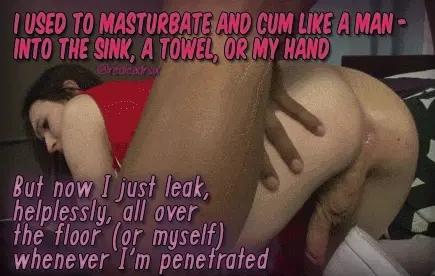 I USED TO MASTURBATE AND CUM LIKE A MAN -
INTO THE SINK, A TOWEL, OR MY HAND
But now I just leak,
helplessly, all over
the floor (or myself)
whenever I'm penetrated